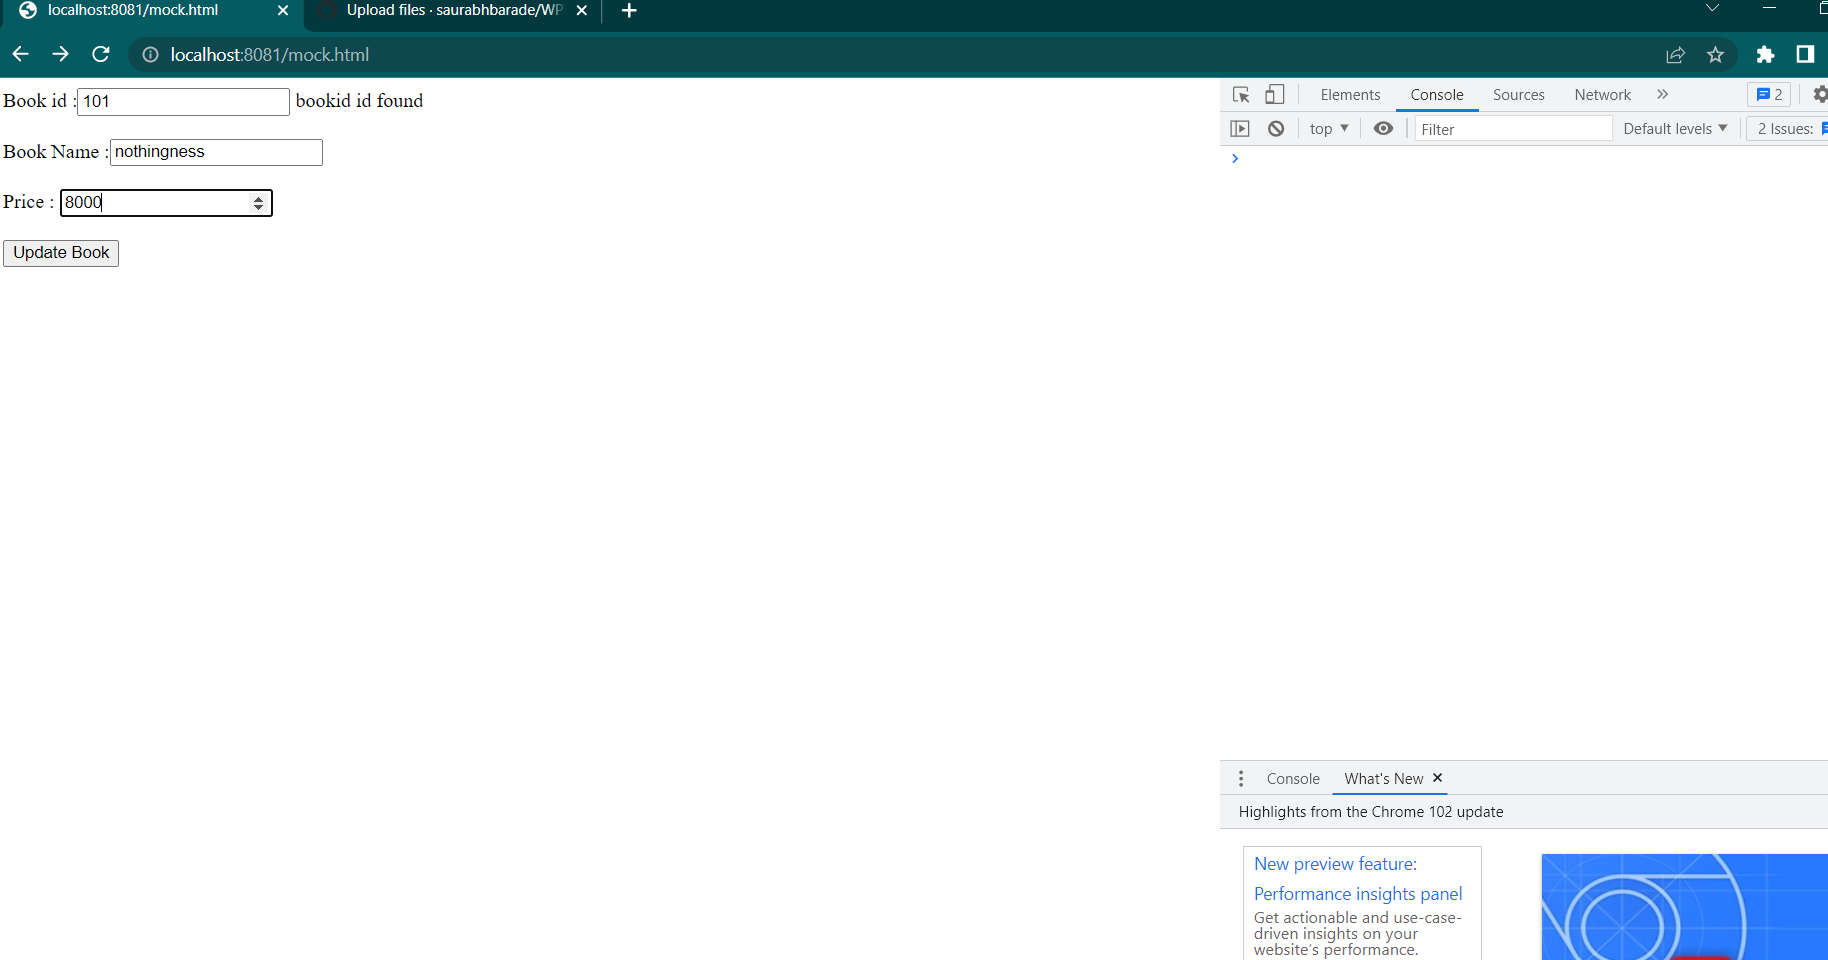 localhost:8081/mock.html
Upload files · saurabhbarade/WP
localhost:8081/mock.html
Book id : 101 bookid id found
Book Name : nothingness
Price : 8000
Update Book
Elements Console Sources Network » 2
top ▼ Filter Default levels ▼ 2 Issues:
Console What's New ×
Highlights from the Chrome 102 update
New preview feature:
Performance insights panel
Get actionable and use-case-
driven insights on your
website's performance.